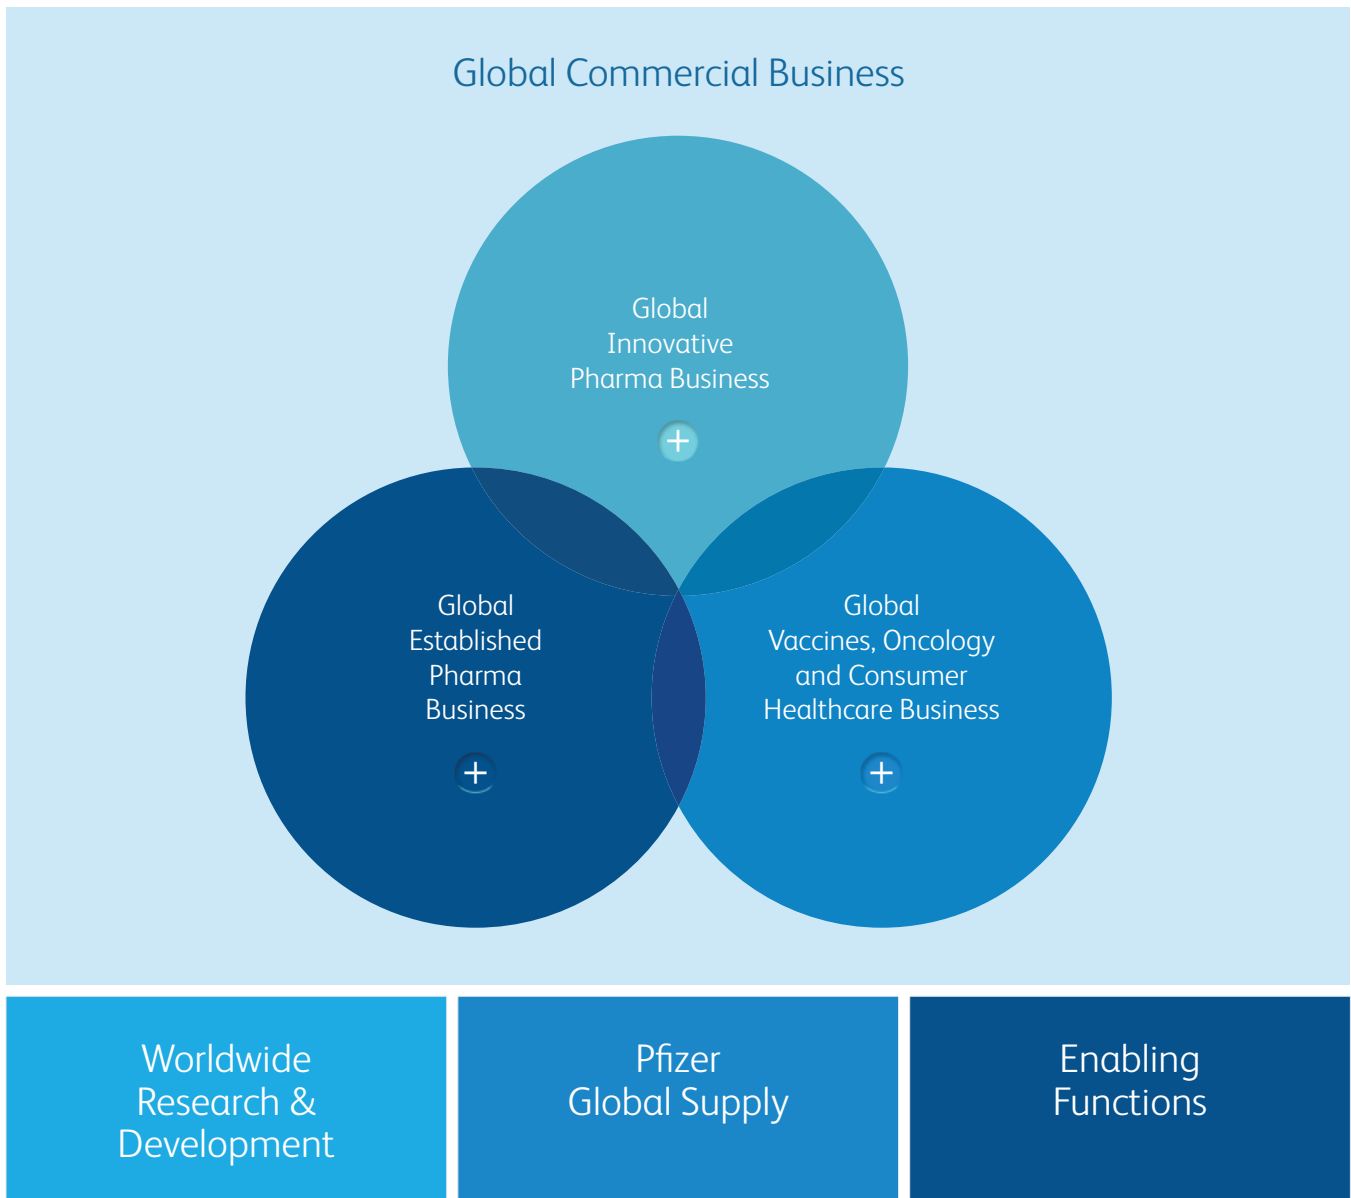 Global Commercial Business
Global
Innovative
Pharma Business
Global
Established
Pharma
Business
Global
Vaccines, Oncology
and Consumer
Healthcare Business
Worldwide
Research &
Development
Pfizer
Global Supply
Enabling
Functions